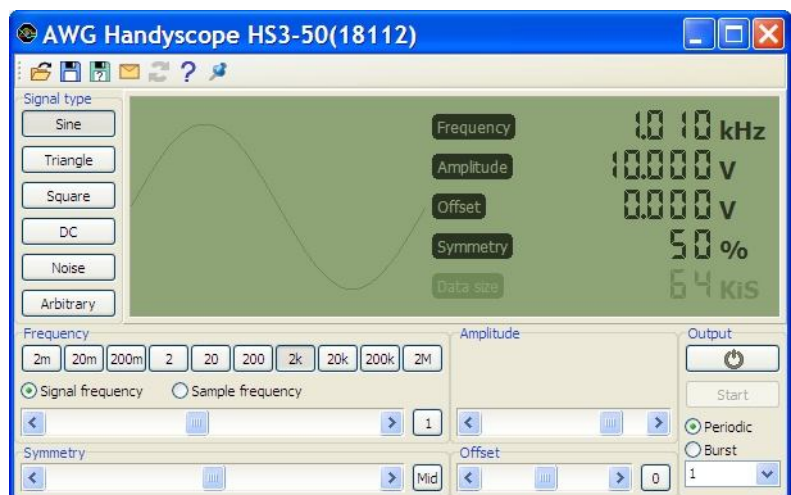 AWG Handyscope HS3-50(18112)
Signal type
Sine
Triangle
Square
DC
Noise
Arbitrary
Frequency 1.010 kHz
Amplitude 10.000 V
Offset 0.000 V
Symmetry 50 %
Data size 64 KiS
Frequency
2m 20m 200m 2 20 200 2k 20k 200k 2M
Signal frequency Sample frequency
1
Symmetry
Mid
Amplitude
Offset
0
Output
Start
Periodic
Burst
1